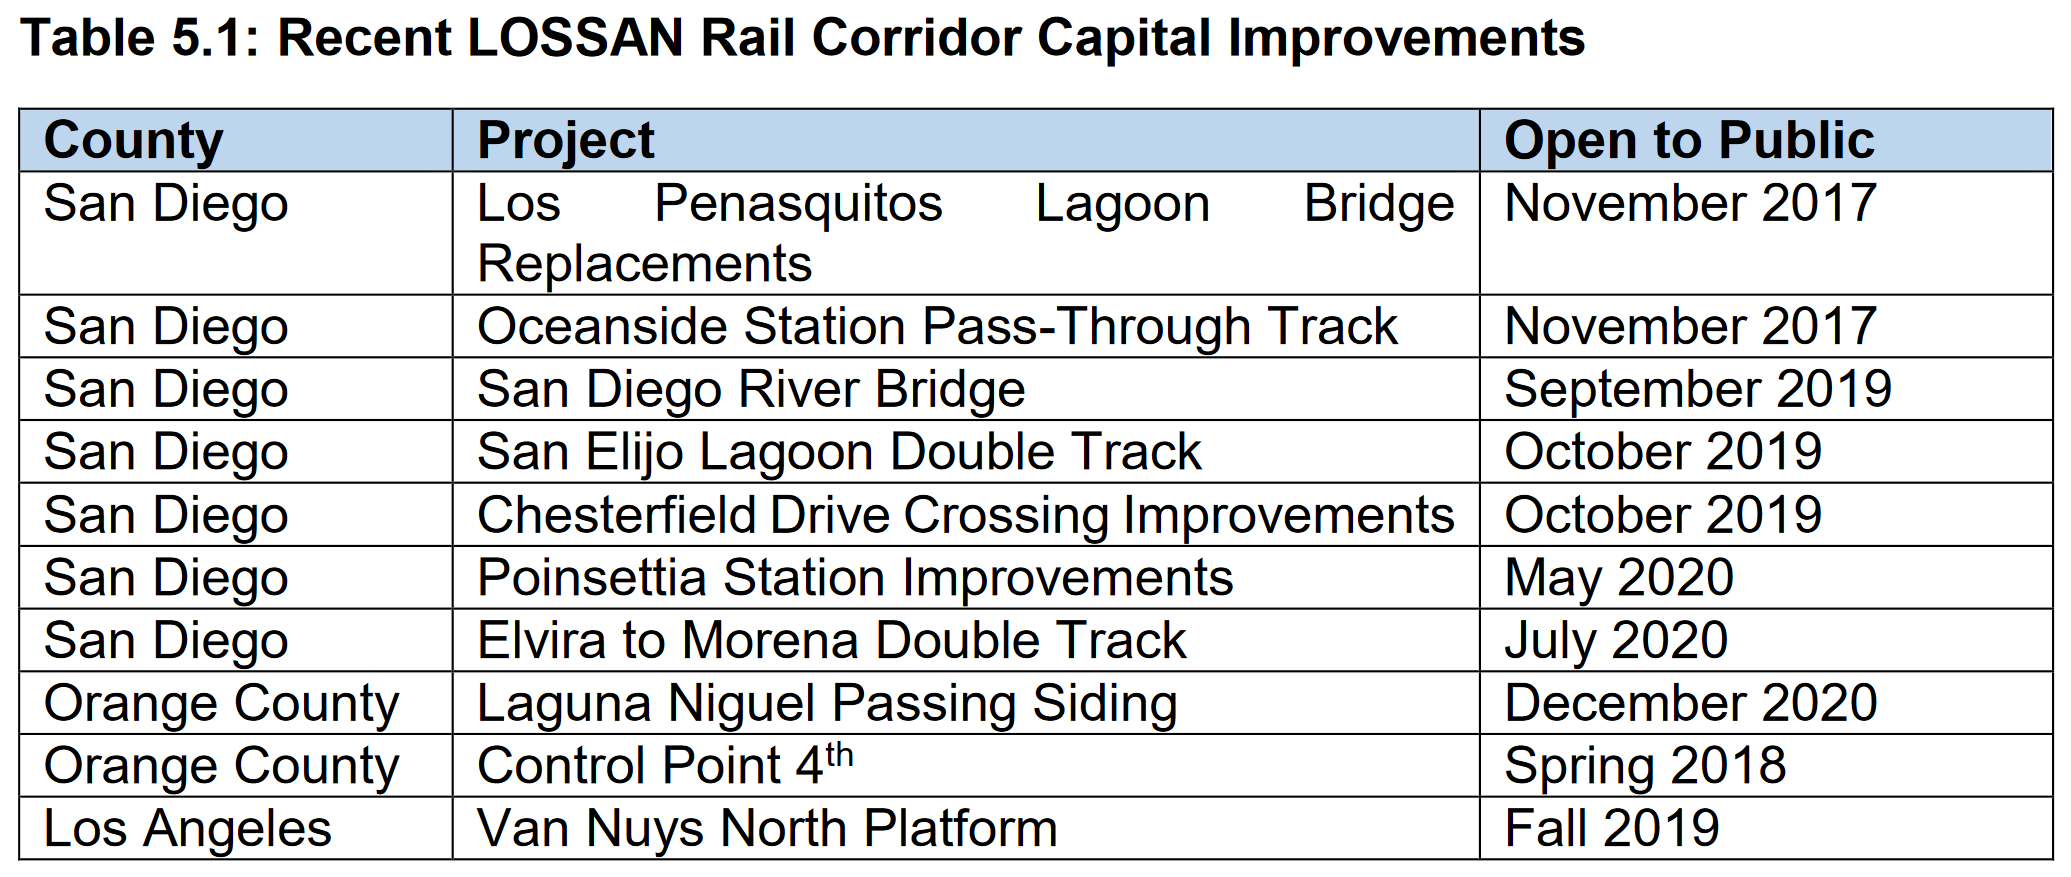 Table 5.1: Recent LOSSAN Rail Corridor Capital Improvements
County Project Open to Public
San Diego Los Penasquitos Lagoon Bridge November 2017
Replacements
San Diego Oceanside Station Pass-Through Track November 2017
San Diego San Diego River Bridge September 2019
San Diego San Elijo Lagoon Double Track October 2019
San Diego Chesterfield Drive Crossing Improvements October 2019
San Diego Poinsettia Station Improvements May 2020
San Diego Elvira to Morena Double Track July 2020
Orange County Laguna Niguel Passing Siding December 2020
Orange County Control Point 4th Spring 2018
Los Angeles Van Nuys North Platform Fall 2019